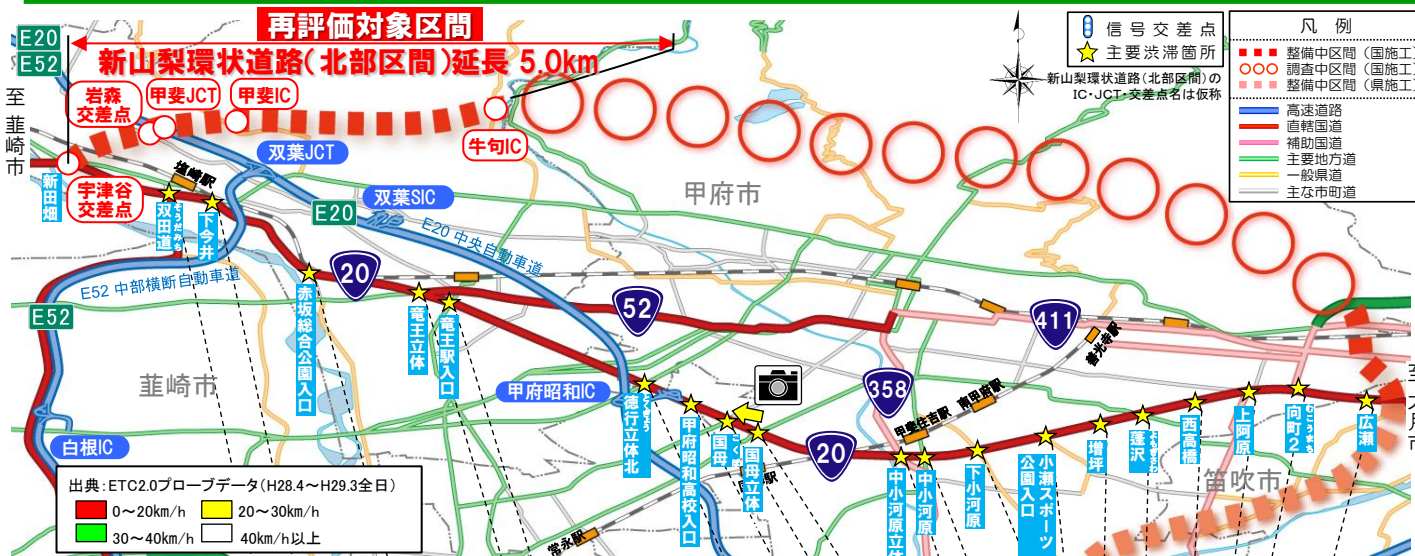 再評価対象区間
新山梨環状道路(北部区間)延長 5.0km
E20
E52
至 韮崎市
岩森
交差点
甲斐JCT
甲斐IC
牛句IC
宇津谷
交差点
新田畑
双葉JCT
塩崎駅
双田道
そうだみち
下今井
双葉SIC
E20
E20 中央自動車道
E52 中部横断自動車道
E52
甲府市
信号交差点
主要渋滞箇所
新山梨環状道路(北部区間)の
IC・JCT・交差点名は仮称
凡 例
整備中区間(国施工)
調査中区間(国施工)
整備中区間(県施工)
高速道路
直轄国道
補助国道
主要地方道
一般県道
主な市町道
20
52
411
358
20
赤坂総合公園入口
竜王立体
竜王駅入口
韮崎市
白根IC
甲府昭和IC
徳行立体北
甲府昭和高校入口
国母
国母立体
常永駅
甲斐住吉駅
南甲府駅
善光寺駅
中小河原立体
中小河原
下小河原
小瀬スポーツ
公園入口
増坪
蓬沢
西高橋
上阿原
向町2
むこうまち
広瀬
笛吹市
至 大月市
出典:ETC2.0プローブデータ(H28.4~H29.3全日)
0~20km/h
20~30km/h
30~40km/h
40km/h以上